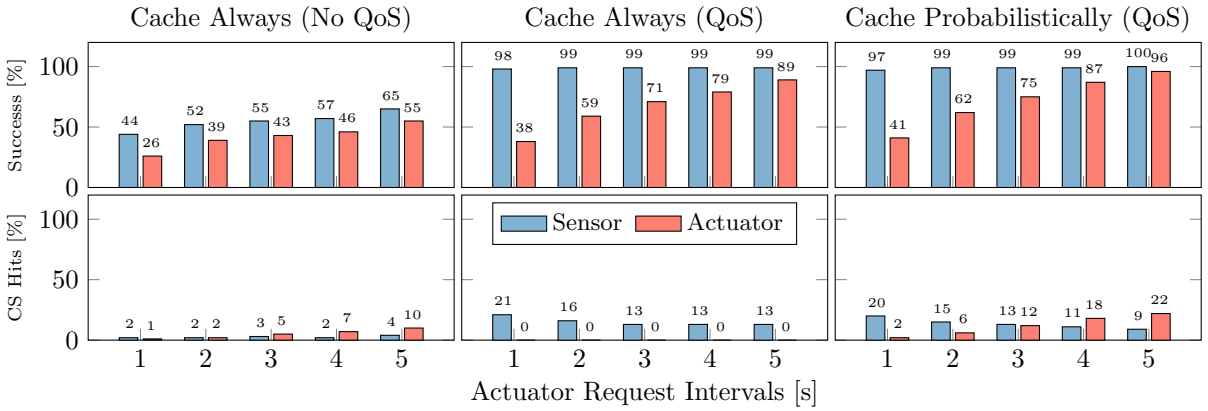 Cache Always (No QoS) Cache Always (QoS) Cache Probabilistically (QoS)
Successs [%]
100
50
0
44 26 52 39 55 43 57 46 65 55
98 38 99 59 99 71 99 79 99 89
97 41 99 62 99 75 99 87 100 96
CS Hits [%]
100
50
0
Sensor Actuator
2 1 2 2 3 5 2 7 4 10
21 0 16 0 13 0 13 0 13 0
20 2 15 6 13 12 11 18 9 22
1 2 3 4 5 1 2 3 4 5 1 2 3 4 5
Actuator Request Intervals [s]